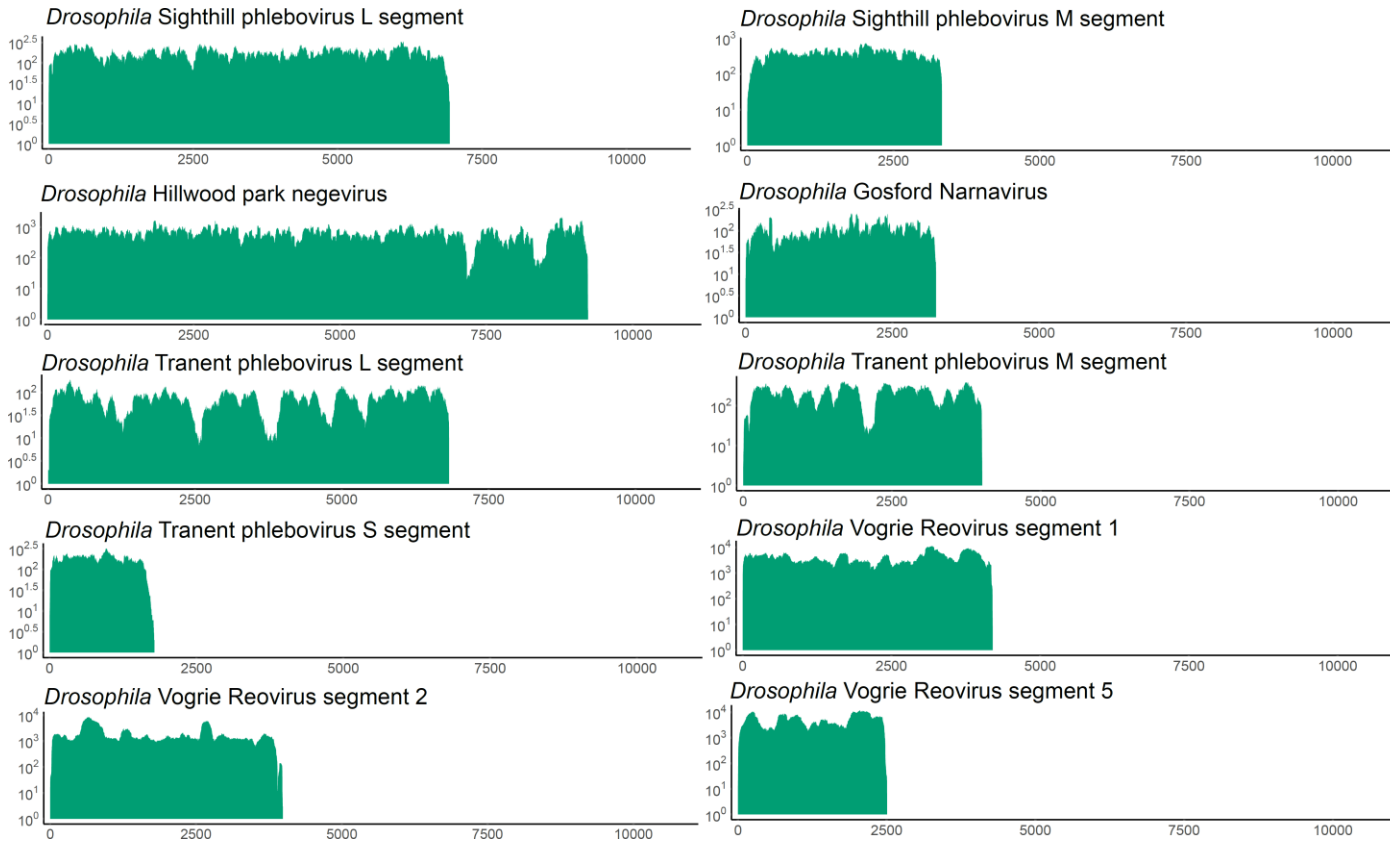 Drosophila Sighthill phlebovirus L segment
10^2.5
10^2
10^1.5
10^1
10^0.5
10^0
0 2500 5000 7500 10000
Drosophila Sighthill phlebovirus M segment
10^3
10^2
10^1
10^0
0 2500 5000 7500 10000
Drosophila Hillwood park negevirus
10^3
10^2
10^1
10^0
0 2500 5000 7500 10000
Drosophila Gosford Narnavirus
10^2.5
10^2
10^1.5
10^1
10^0.5
10^0
0 2500 5000 7500 10000
Drosophila Tranent phlebovirus L segment
10^2
10^1.5
10^1
10^0.5
10^0
0 2500 5000 7500 10000
Drosophila Tranent phlebovirus M segment
10^2
10^1
10^0
0 2500 5000 7500 10000
Drosophila Tranent phlebovirus S segment
10^2.5
10^2
10^1.5
10^1
10^0.5
10^0
0 2500 5000 7500 10000
Drosophila Vogrie Reovirus segment 1
10^4
10^3
10^2
10^1
10^0
0 2500 5000 7500 10000
Drosophila Vogrie Reovirus segment 2
10^4
10^3
10^2
10^1
10^0
0 2500 5000 7500 10000
Drosophila Vogrie Reovirus segment 5
10^4
10^3
10^2
10^1
10^0
0 2500 5000 7500 10000